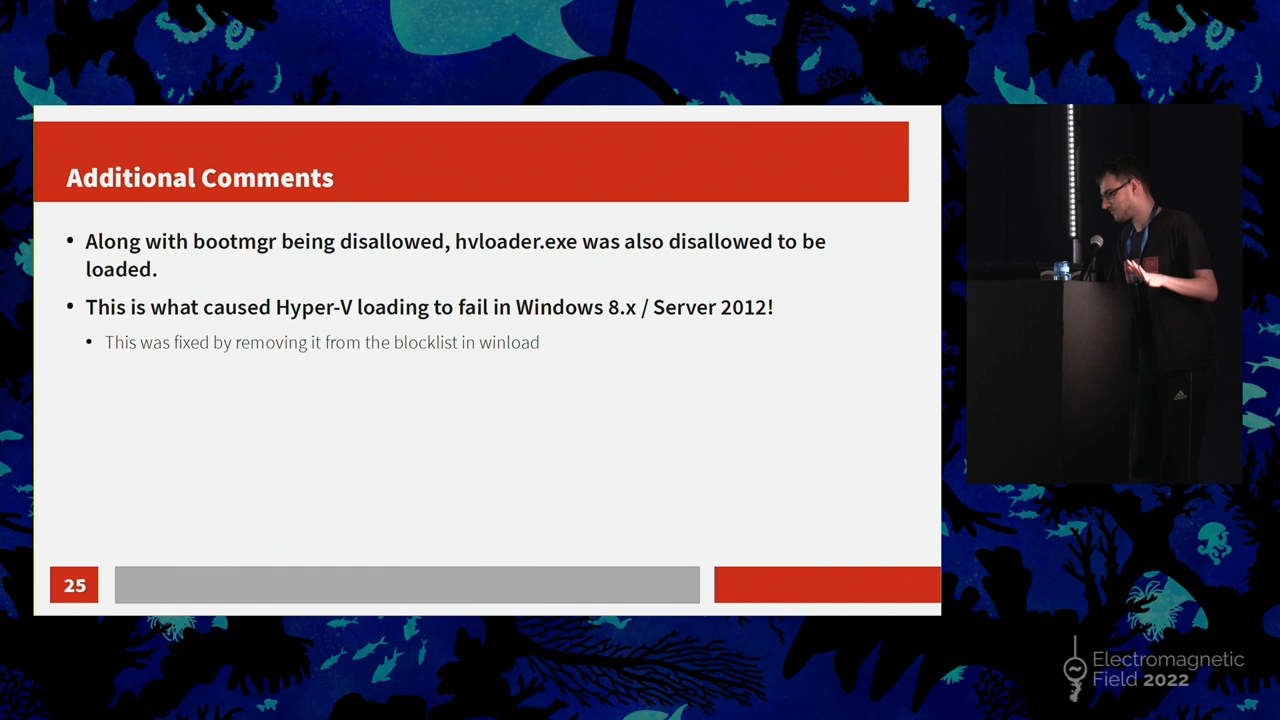 Additional Comments
• Along with bootmgr being disallowed, hvloader.exe was also disallowed to be
loaded.
• This is what caused Hyper-V loading to fail in Windows 8.x / Server 2012!
• This was fixed by removing it from the blocklist in winload
25
Electromagnetic
Field 2022